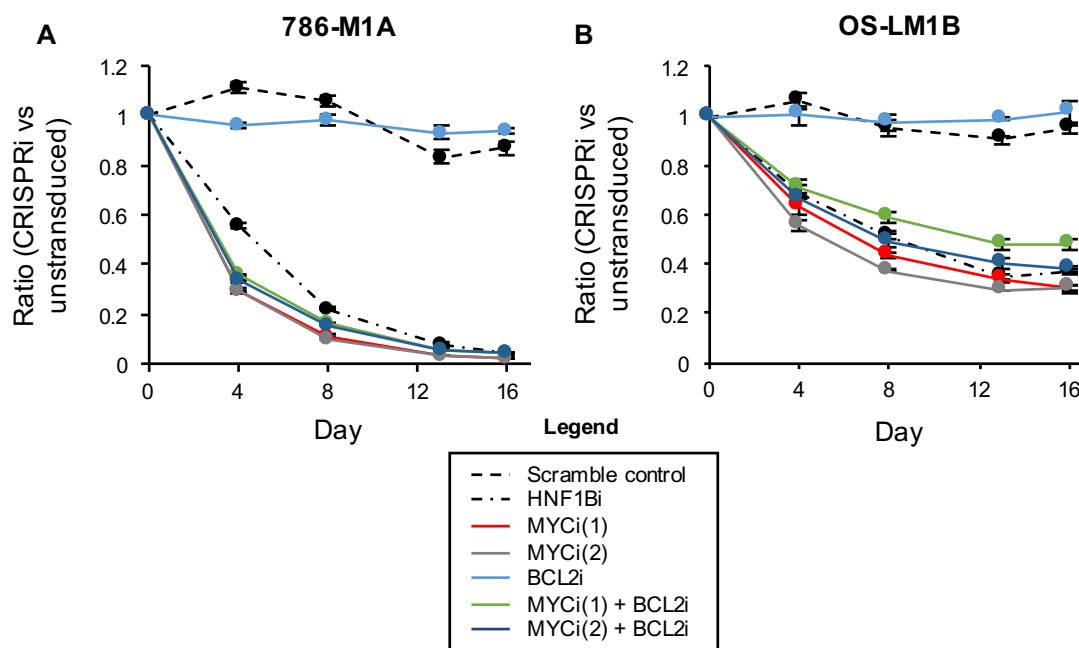 A
786-M1A
Ratio (CRISPRi vs
unstransduced)
1.2
1
0.8
0.6
0.4
0.2
0
0
4
8
12
16
Day
B
OS-LM1B
Ratio (CRISPRi vs
unstransduced)
1.2
1
0.8
0.6
0.4
0.2
0
0
4
8
12
16
Day
Legend
Scramble control
HNF1Bi
MYCi(1)
MYCi(2)
BCL2i
MYCi(1) + BCL2i
MYCi(2) + BCL2i